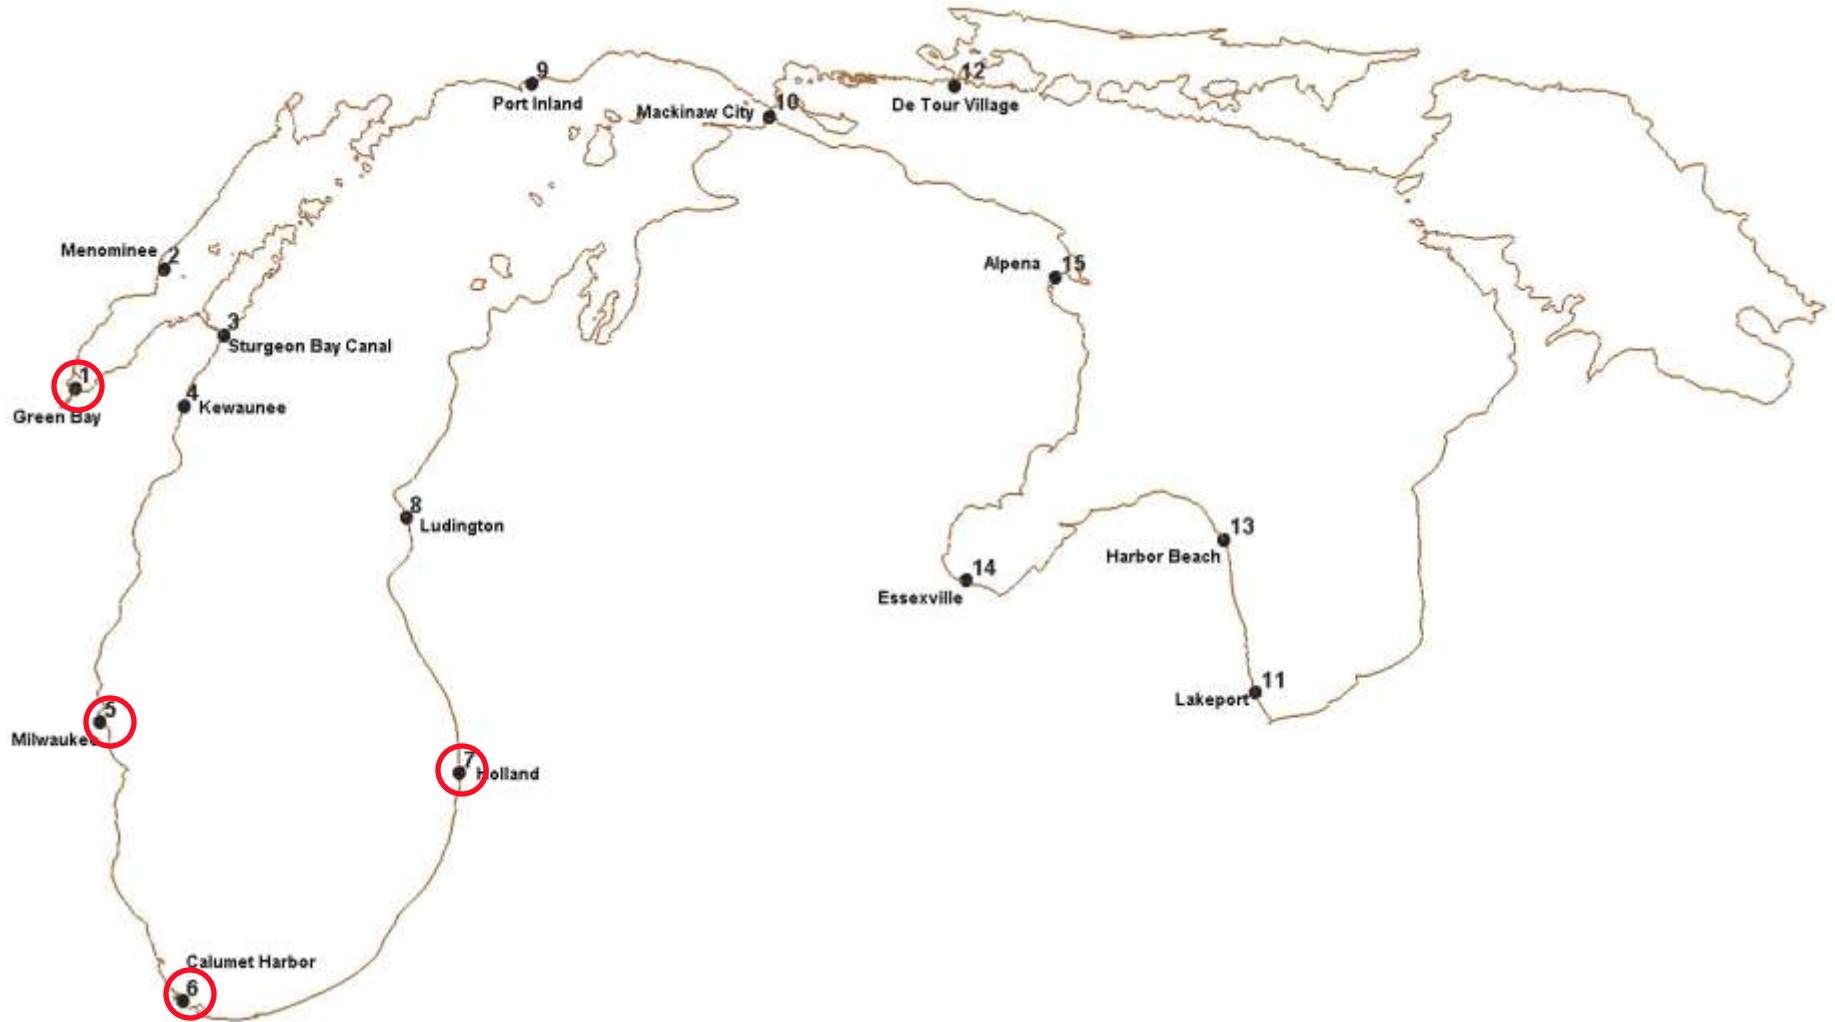 9
Port Inland
12
De Tour Village
10
Mackinaw City
Menominee
2
Alpena
15
3
Sturgeon Bay Canal
1
Green Bay
4
Kewaunee
8
Ludington
13
Harbor Beach
14
Essexville
11
Lakeport
5
Milwaukee
7
Holland
Calumet Harbor
6